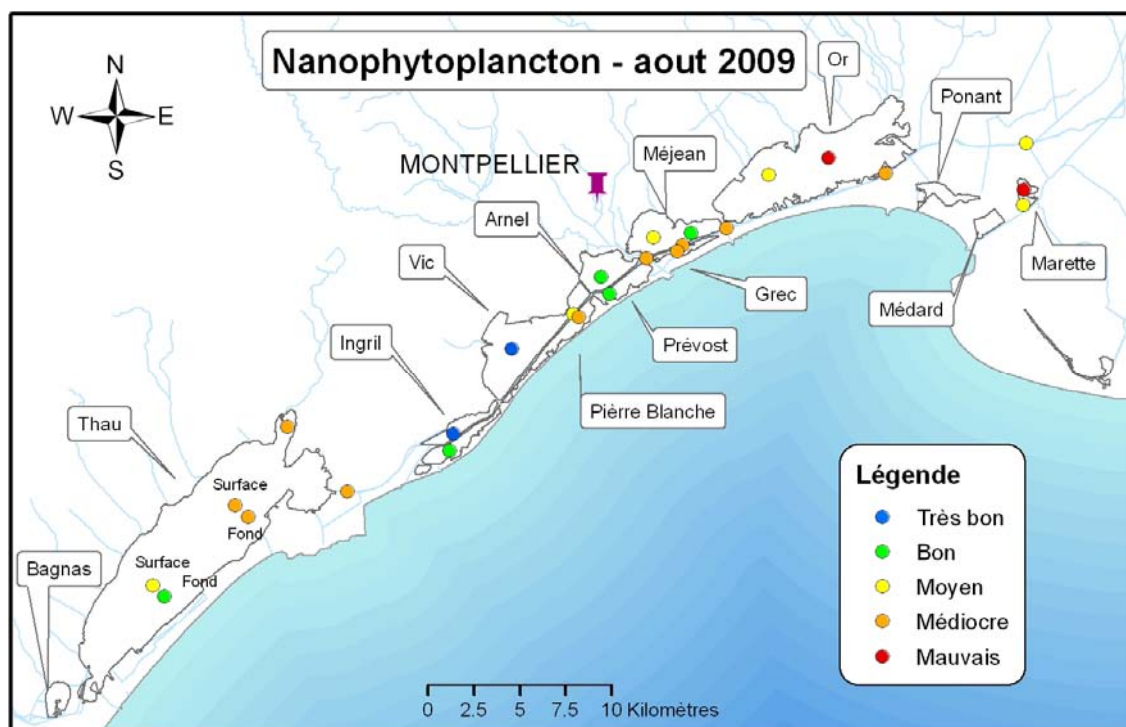 Nanophytoplancton - aout 2009
N
W E
S
Or
Ponant
Méjean
MONTPELLIER
Arnel
Vic
Marette
Grec
Médard
Ingril
Prévost
Pièrre Blanche
Thau
Surface
Fond
Surface
Fond
Bagnas
Légende
Très bon
Bon
Moyen
Médiocre
Mauvais
0 2.5 5 7.5 10 Kilomètres